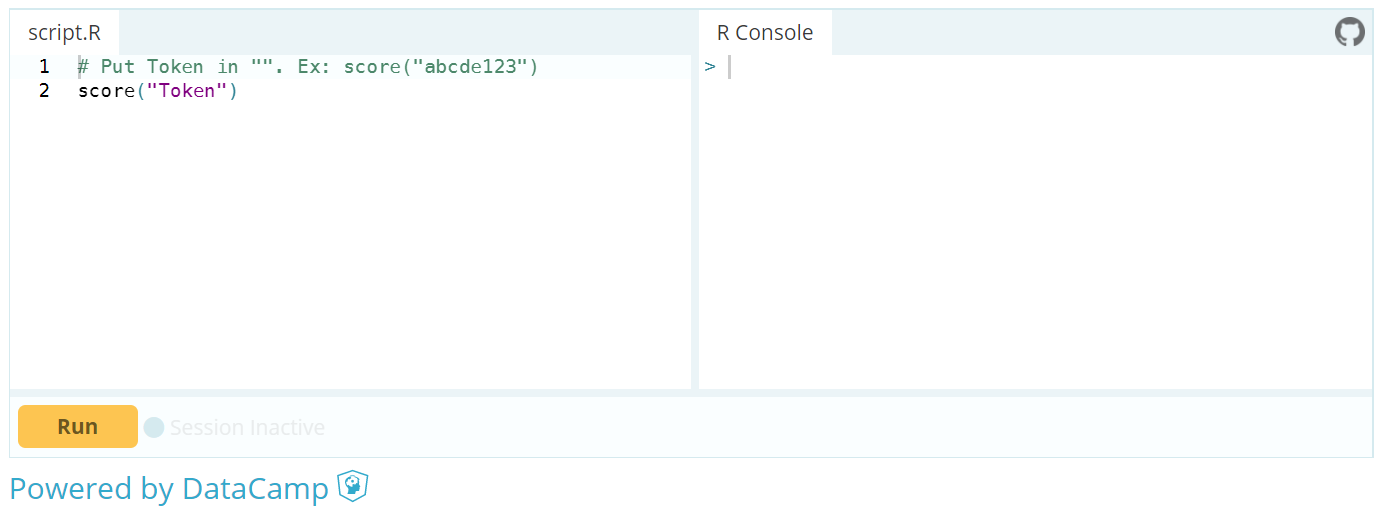 script.R
1 # Put Token in "". Ex: score("abcde123")
2 score("Token")
R Console
>
Run
Session Inactive
Powered by DataCamp